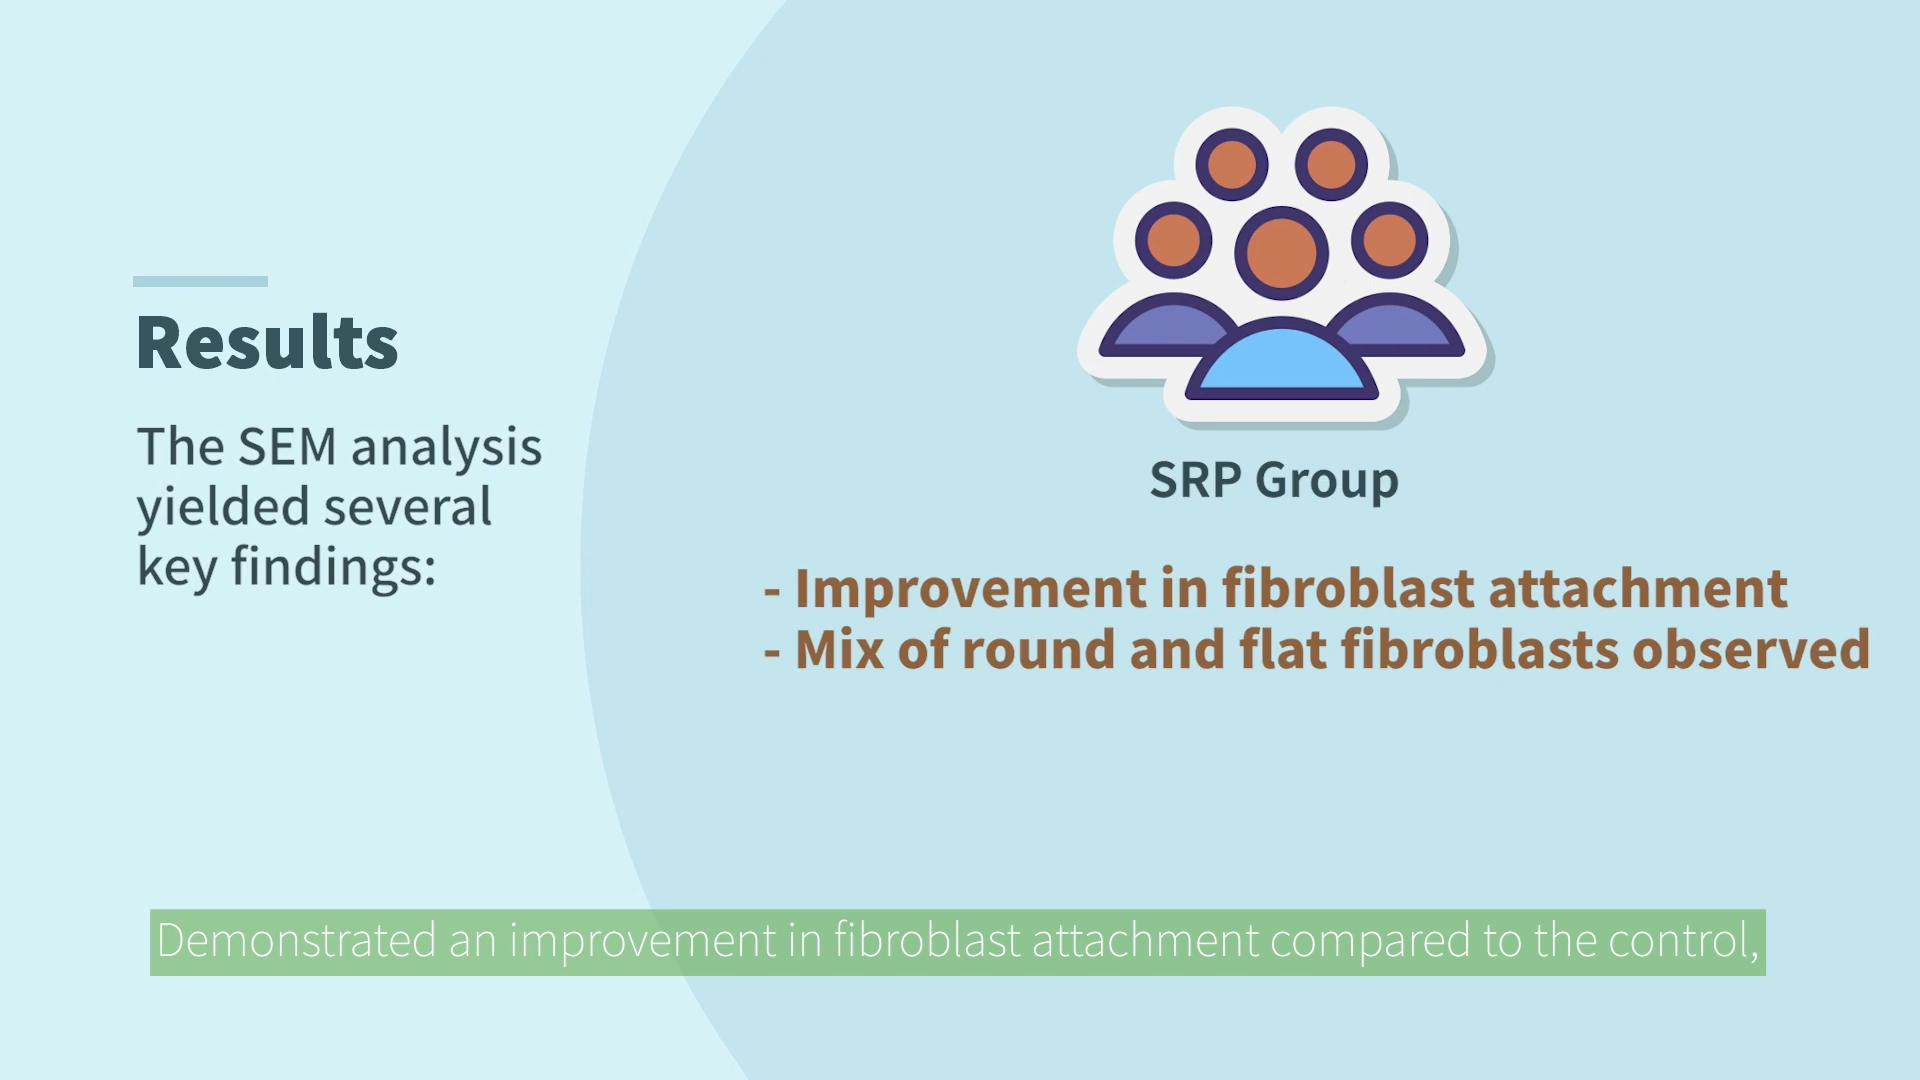 Results
The SEM analysis
yielded several
key findings:
SRP Group
- Improvement in fibroblast attachment
- Mix of round and flat fibroblasts observed
Demonstrated an improvement in fibroblast attachment compared to the control,